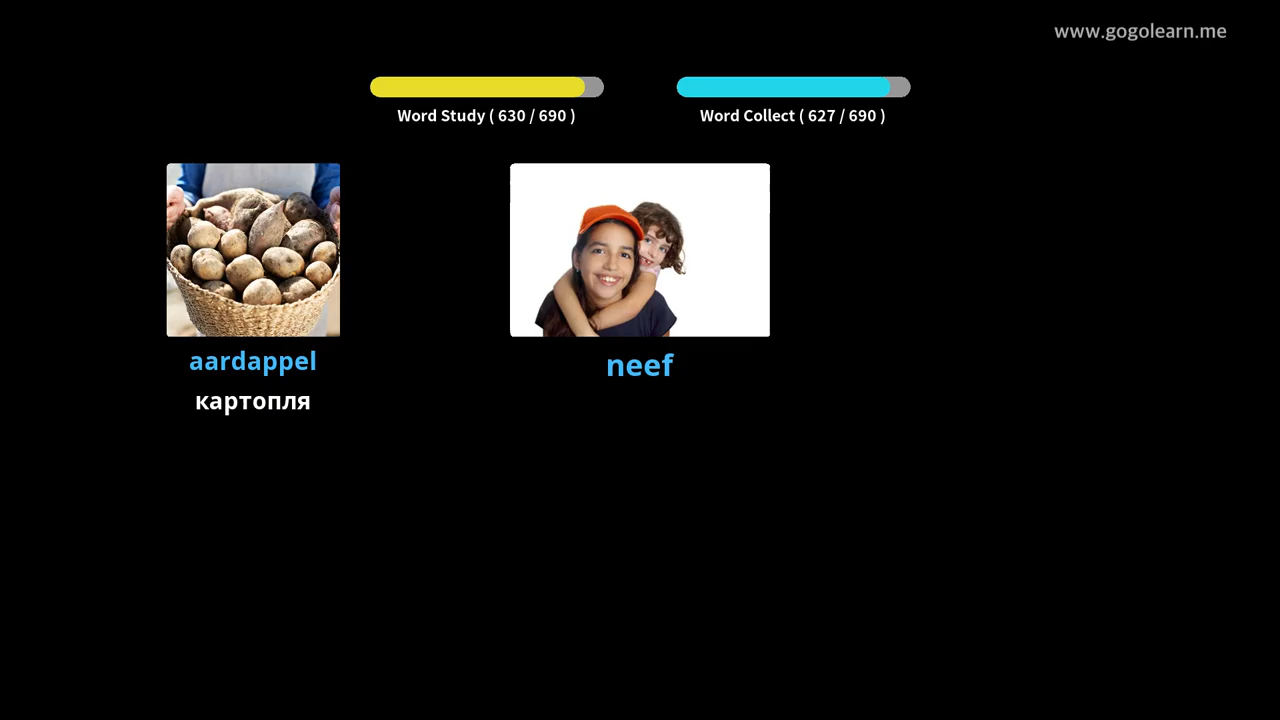 www.gogolearn.me
Word Study ( 630 / 690 )
Word Collect ( 627 / 690 )
aardappel
картопля
neef